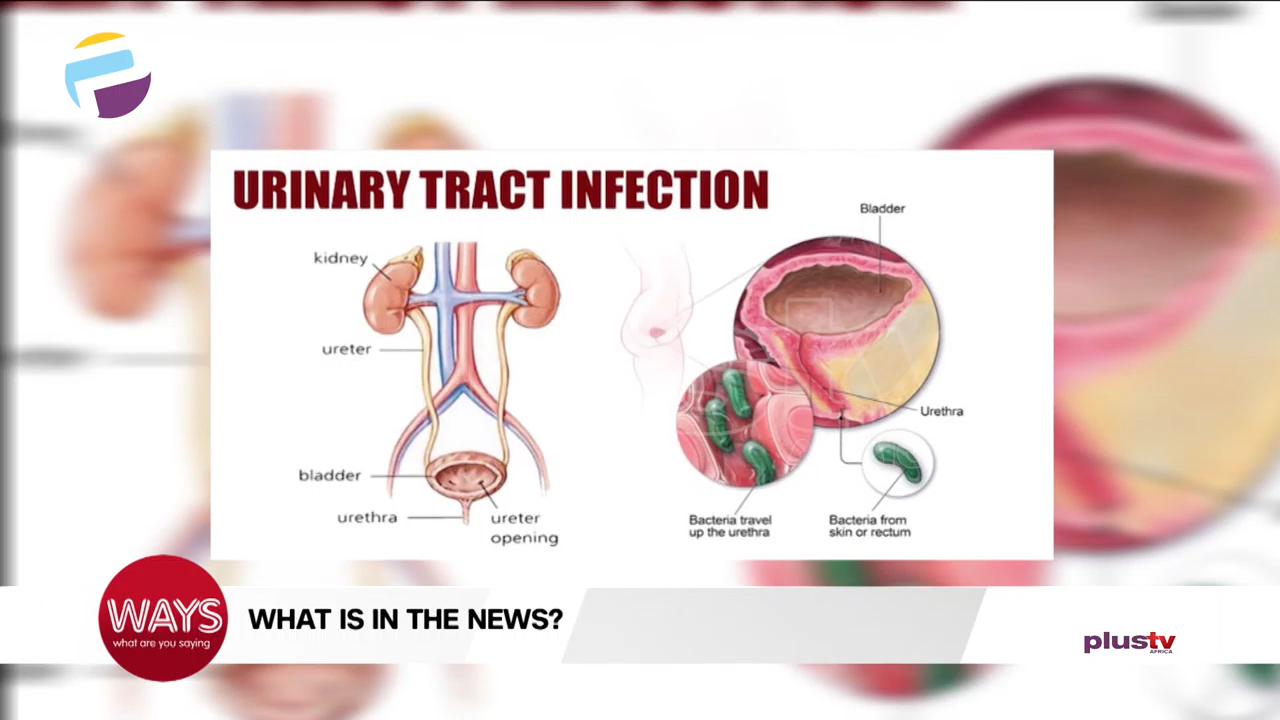 URINARY TRACT INFECTION
Bladder
kidney
ureter
Urethra
bladder
urethra
ureter
opening
Bacteria travel
up the urethra
Bacteria from
skin or rectum
WAYS
what are you saying
WHAT IS IN THE NEWS?
plustv
AFRICA